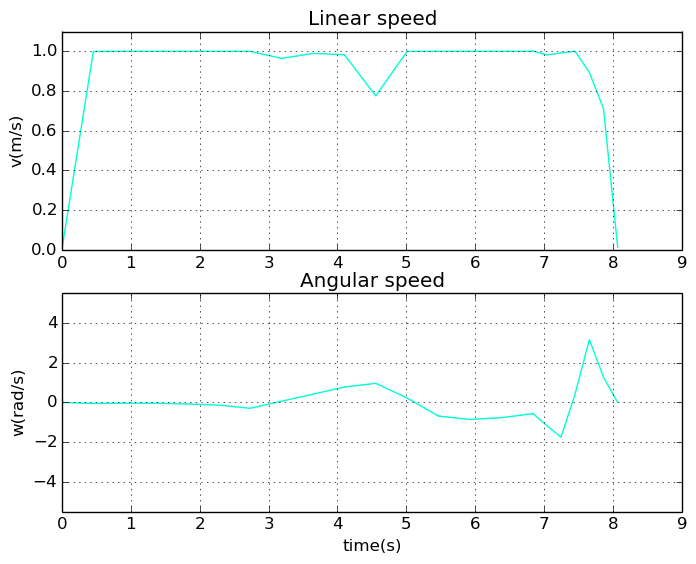 Linear speed
v(m/s)
1.0
0.8
0.6
0.4
0.2
0.0
0 1 2 3 4 5 6 7 8 9
Angular speed
w(rad/s)
4
2
0
−2
−4
0 1 2 3 4 5 6 7 8 9
time(s)